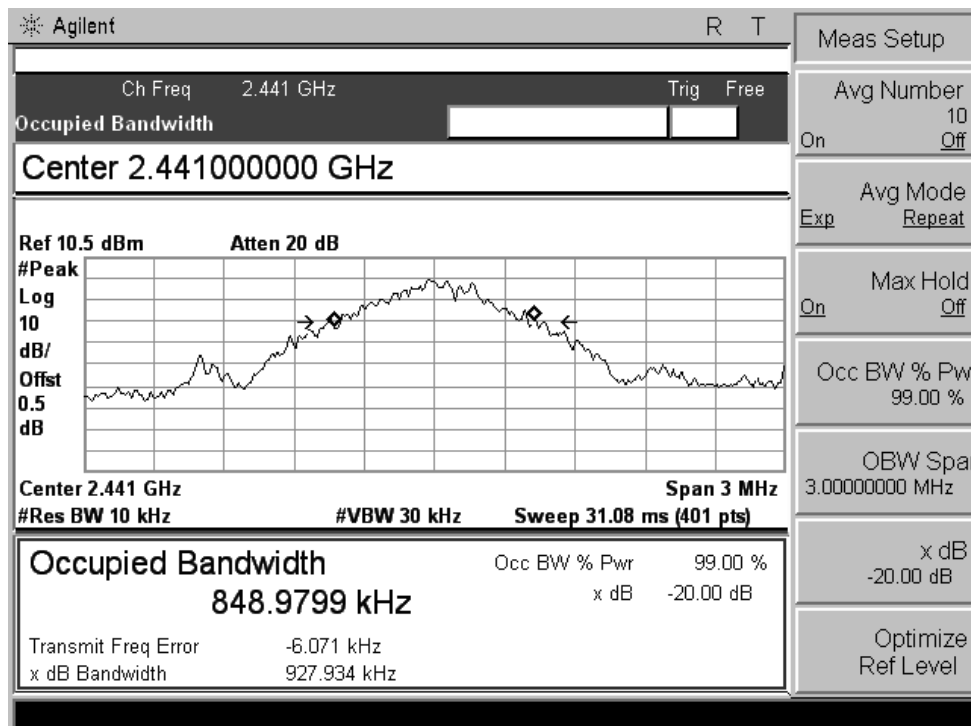 Agilent R T
Ch Freq 2.441 GHz Trig Free
Occupied Bandwidth
Center 2.441000000 GHz
Ref 10.5 dBm Atten 20 dB
#Peak
Log
10
dB/
Offst
0.5
dB
Center 2.441 GHz Span 3 MHz
#Res BW 10 kHz #VBW 30 kHz Sweep 31.08 ms (401 pts)
Occupied Bandwidth
848.9799 kHz
Occ BW % Pwr 99.00 %
x dB -20.00 dB
Transmit Freq Error -6.071 kHz
x dB Bandwidth 927.934 kHz
Meas Setup
Avg Number
10
On Off
Avg Mode
Exp Repeat
Max Hold
On Off
Occ BW % Pw
99.00 %
OBW Spa
3.00000000 MHz
x dB
-20.00 dB
Optimize
Ref Level